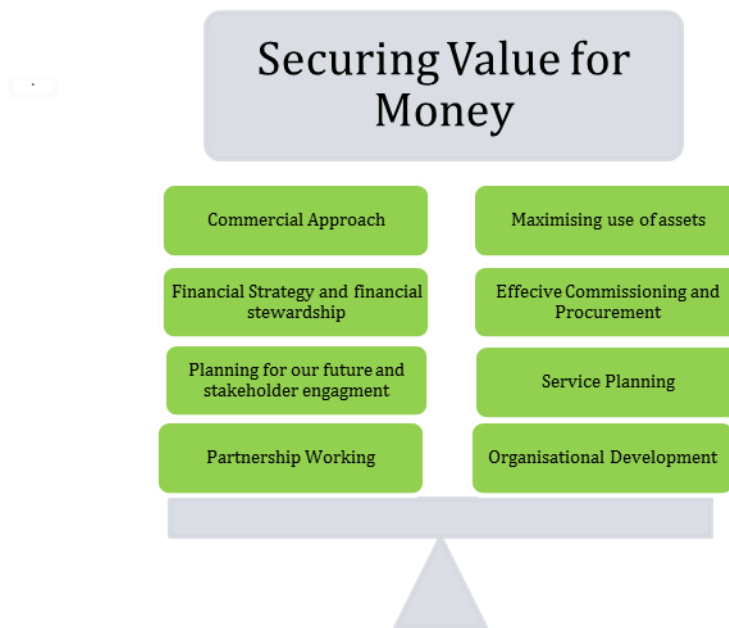 Securing Value for
Money
Commercial Approach
Maximising use of assets
Financial Strategy and financial
stewardship
Effecive Commissioning and
Procurement
Planning for our future and
stakeholder engagment
Service Planning
Partnership Working
Organisational Development